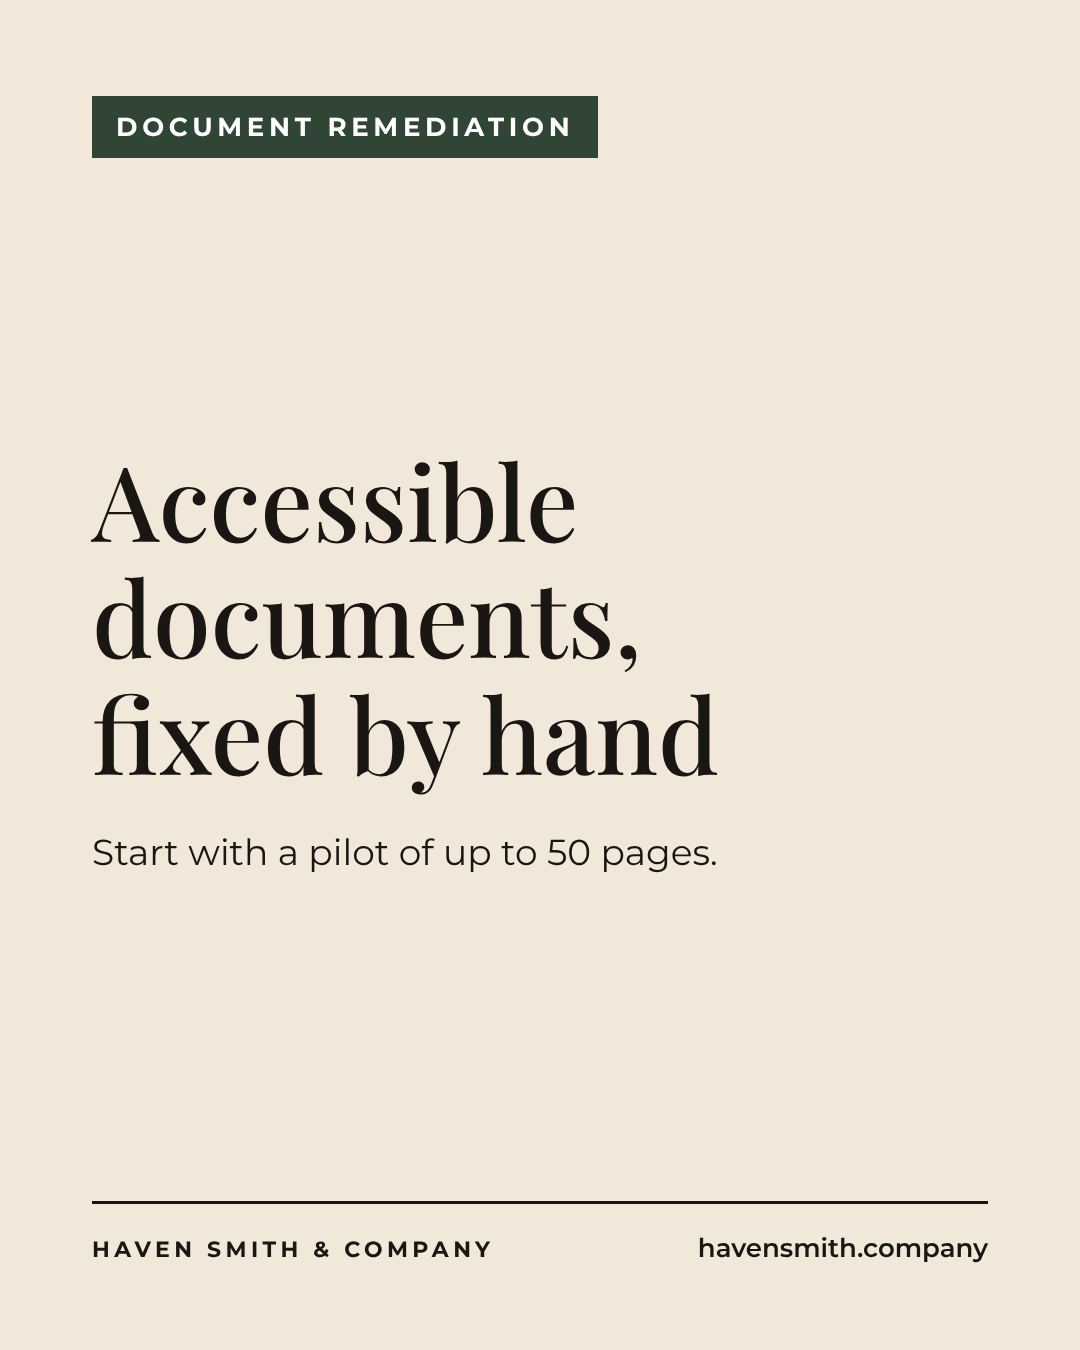 DOCUMENT REMEDIATION
Accessible
documents,
fixed by hand
Start with a pilot of up to 50 pages.
HAVEN SMITH & COMPANY
havensmith.company